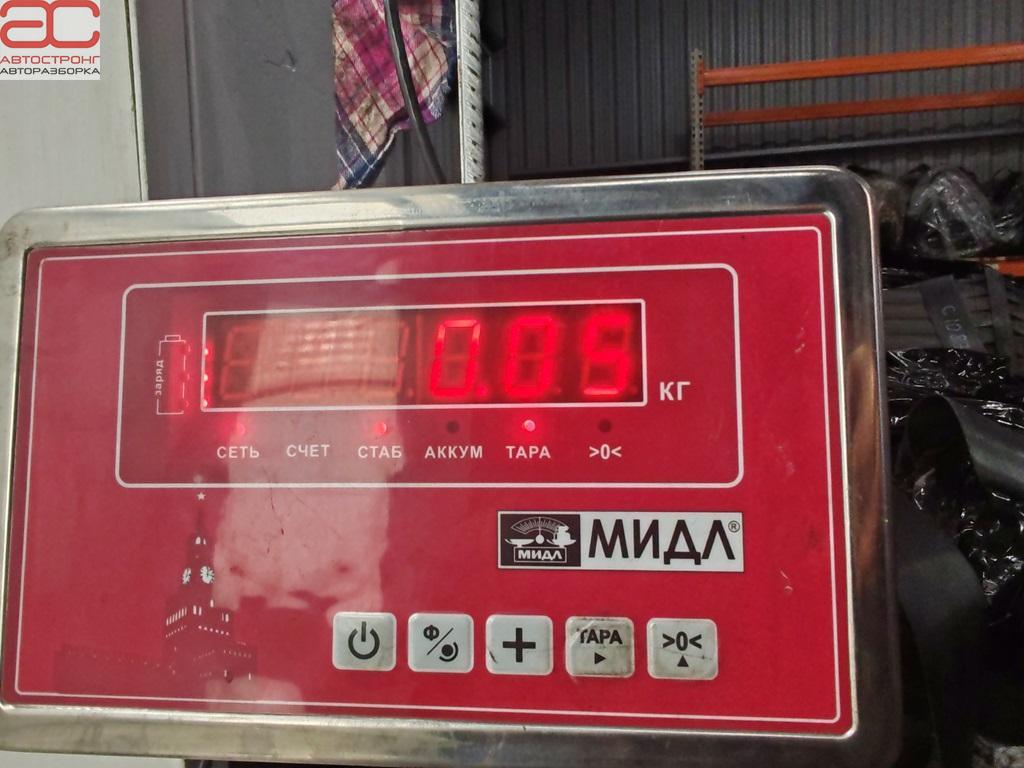 ас
АВТОСТРОНГ
АВТОРАЗБОРКА
заряд
0.05 КГ
СЕТЬ СЧЕТ СТАБ АККУМ ТАРА >0<
МИДЛ МИДЛ®
Ф/ + ТАРА >0<